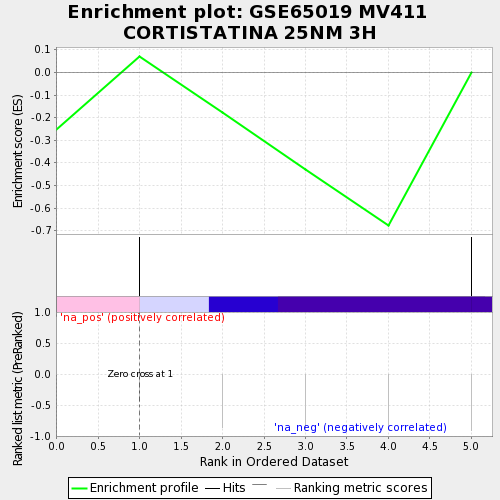 Enrichment plot: GSE65019 MV411
CORTISTATINA 25NM 3H
Enrichment score (ES)
0.1
0.0
-0.1
-0.2
-0.3
-0.4
-0.5
-0.6
-0.7
'na_pos' (positively correlated)
Zero cross at 1
'na_neg' (negatively correlated)
Ranked list metric (PreRanked)
1.0
0.5
0.0
-0.5
-1.0
0.0 0.5 1.0 1.5 2.0 2.5 3.0 3.5 4.0 4.5 5.0
Rank in Ordered Dataset
Enrichment profile Hits Ranking metric scores